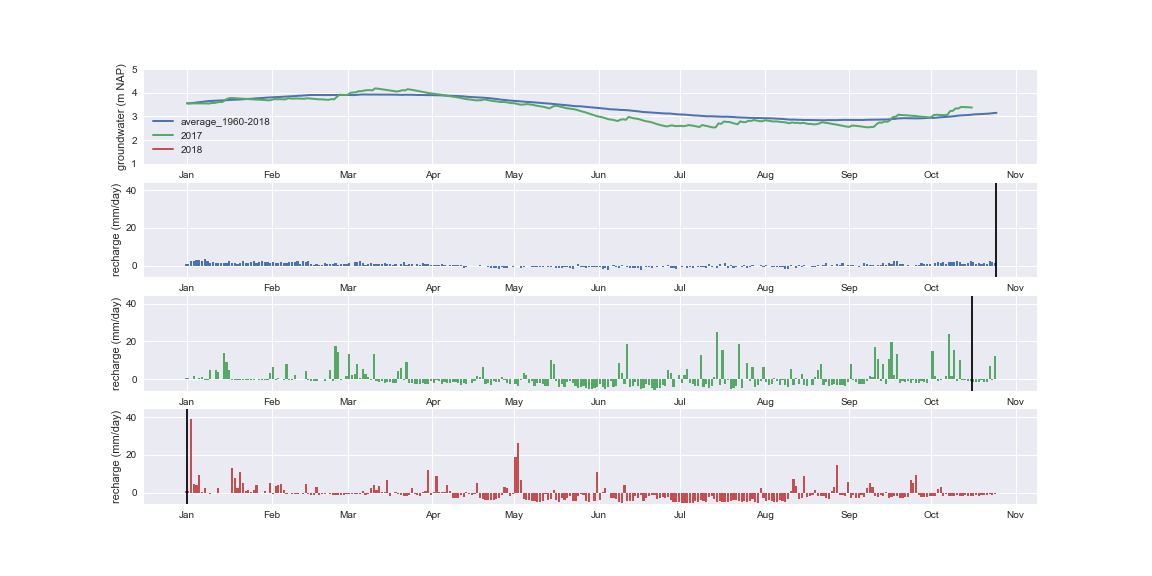 groundwater (m NAP)
5
4
3
2
1
average_1960-2018
2017
2018
Jan Feb Mar Apr May Jun Jul Aug Sep Oct Nov
recharge (mm/day)
40
20
0
Jan Feb Mar Apr May Jun Jul Aug Sep Oct Nov
recharge (mm/day)
40
20
0
Jan Feb Mar Apr May Jun Jul Aug Sep Oct Nov
recharge (mm/day)
40
20
0
Jan Feb Mar Apr May Jun Jul Aug Sep Oct Nov